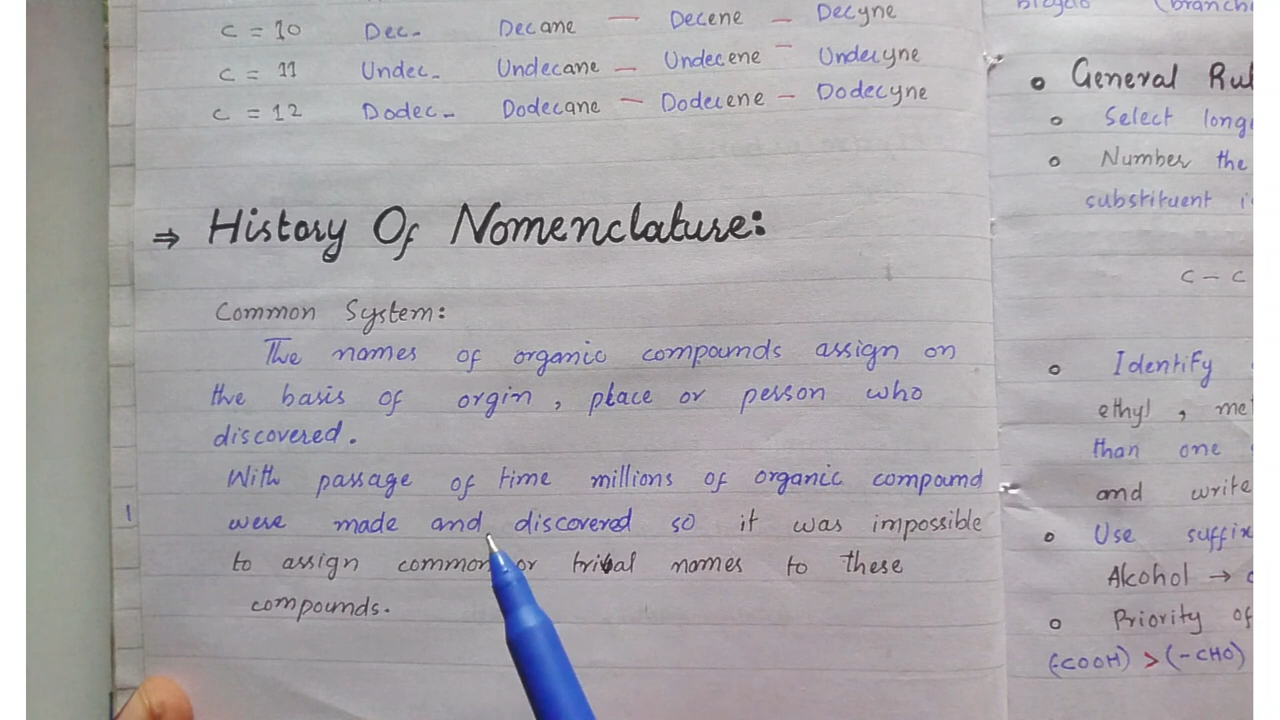 C = 10 Dec- Decane — Decene — Decyne
C = 11 Undec- Undecane — Undecene — Undecyne
C = 12 Dodec- Dodecane — Dodecene — Dodecyne
⇒ History Of Nomenclature:
Common System:
The names of organic compounds assign on
the basis of orgin, place or person who
discovered.
With passage of time millions of organic compound
were made and discovered so it was impossible
to assign common or trival names to these
compounds.
(branch
General Rul
Select long
Number the
substituent
C - C
Identify
ethyl, me
than one
and write
Use suffix
Alcohol →
Priority of
(-COOH) > (-CHO)